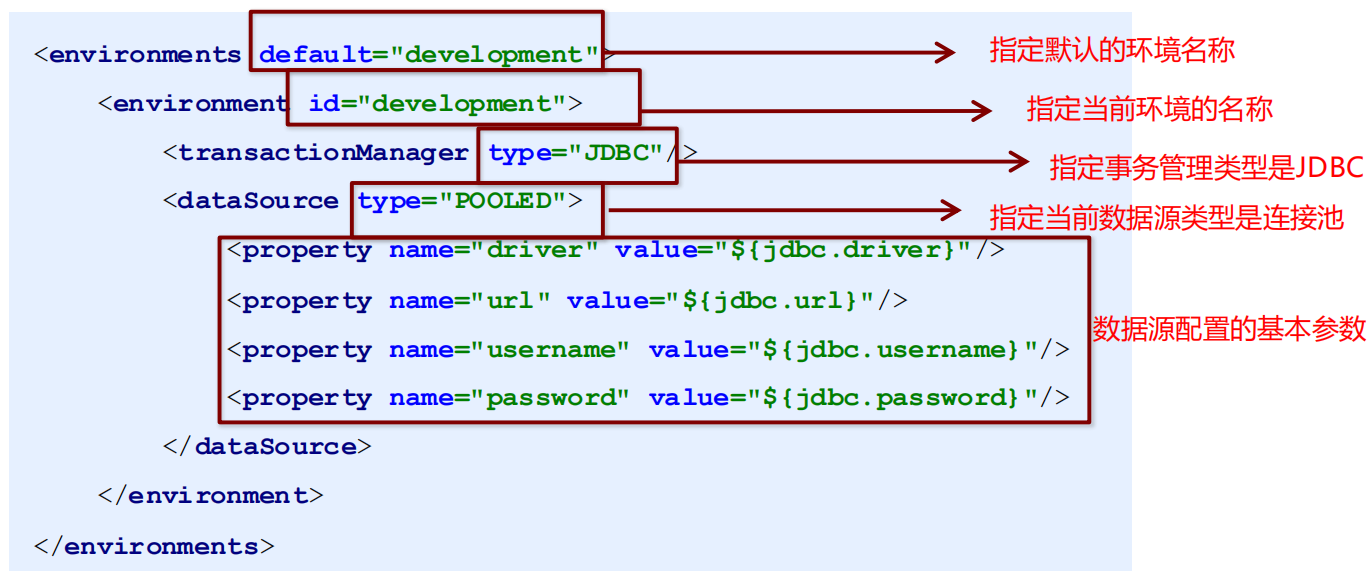 <environments default="development"> 指定默认的环境名称
<environment id="development"> 指定当前环境的名称
<transactionManager type="JDBC"/> 指定事务管理类型是JDBC
<dataSource type="POOLED"> 指定当前数据源类型是连接池
<property name="driver" value="${jdbc.driver}"/>
<property name="url" value="${jdbc.url}"/>
<property name="username" value="${jdbc.username}"/> 数据源配置的基本参数
<property name="password" value="${jdbc.password}"/>
</dataSource>
</environment>
</environments>